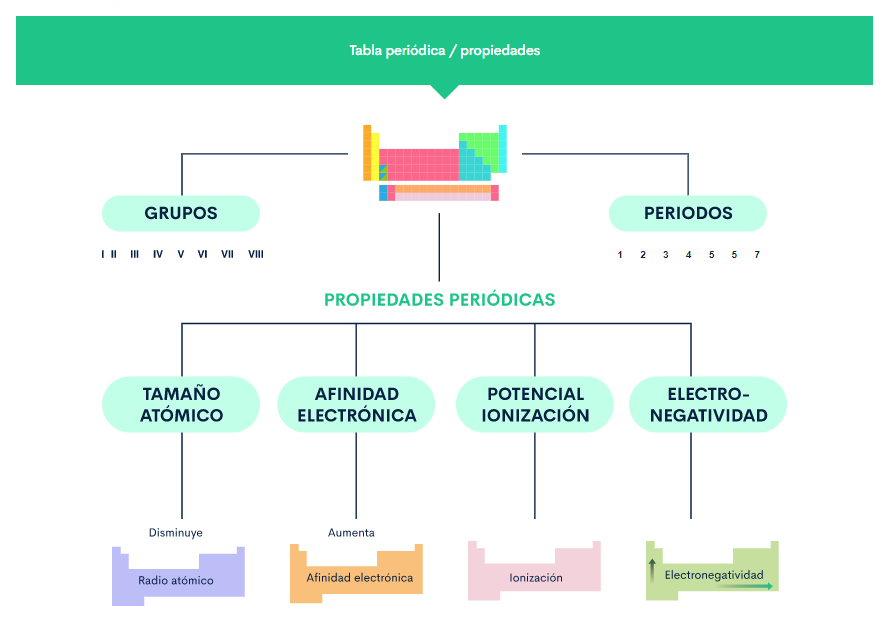 Tabla periódica / propiedades
GRUPOS
PERIODOS
I II III IV V VI VII VIII
1 2 3 4 5 5 7
PROPIEDADES PERIÓDICAS
TAMAÑO
ATÓMICO
AFINIDAD
ELECTRÓNICA
POTENCIAL
IONIZACIÓN
ELECTRO-
NEGATIVIDAD
Disminuye
Aumenta
Radio atómico
Afinidad electrónica
Ionización
Electronegatividad